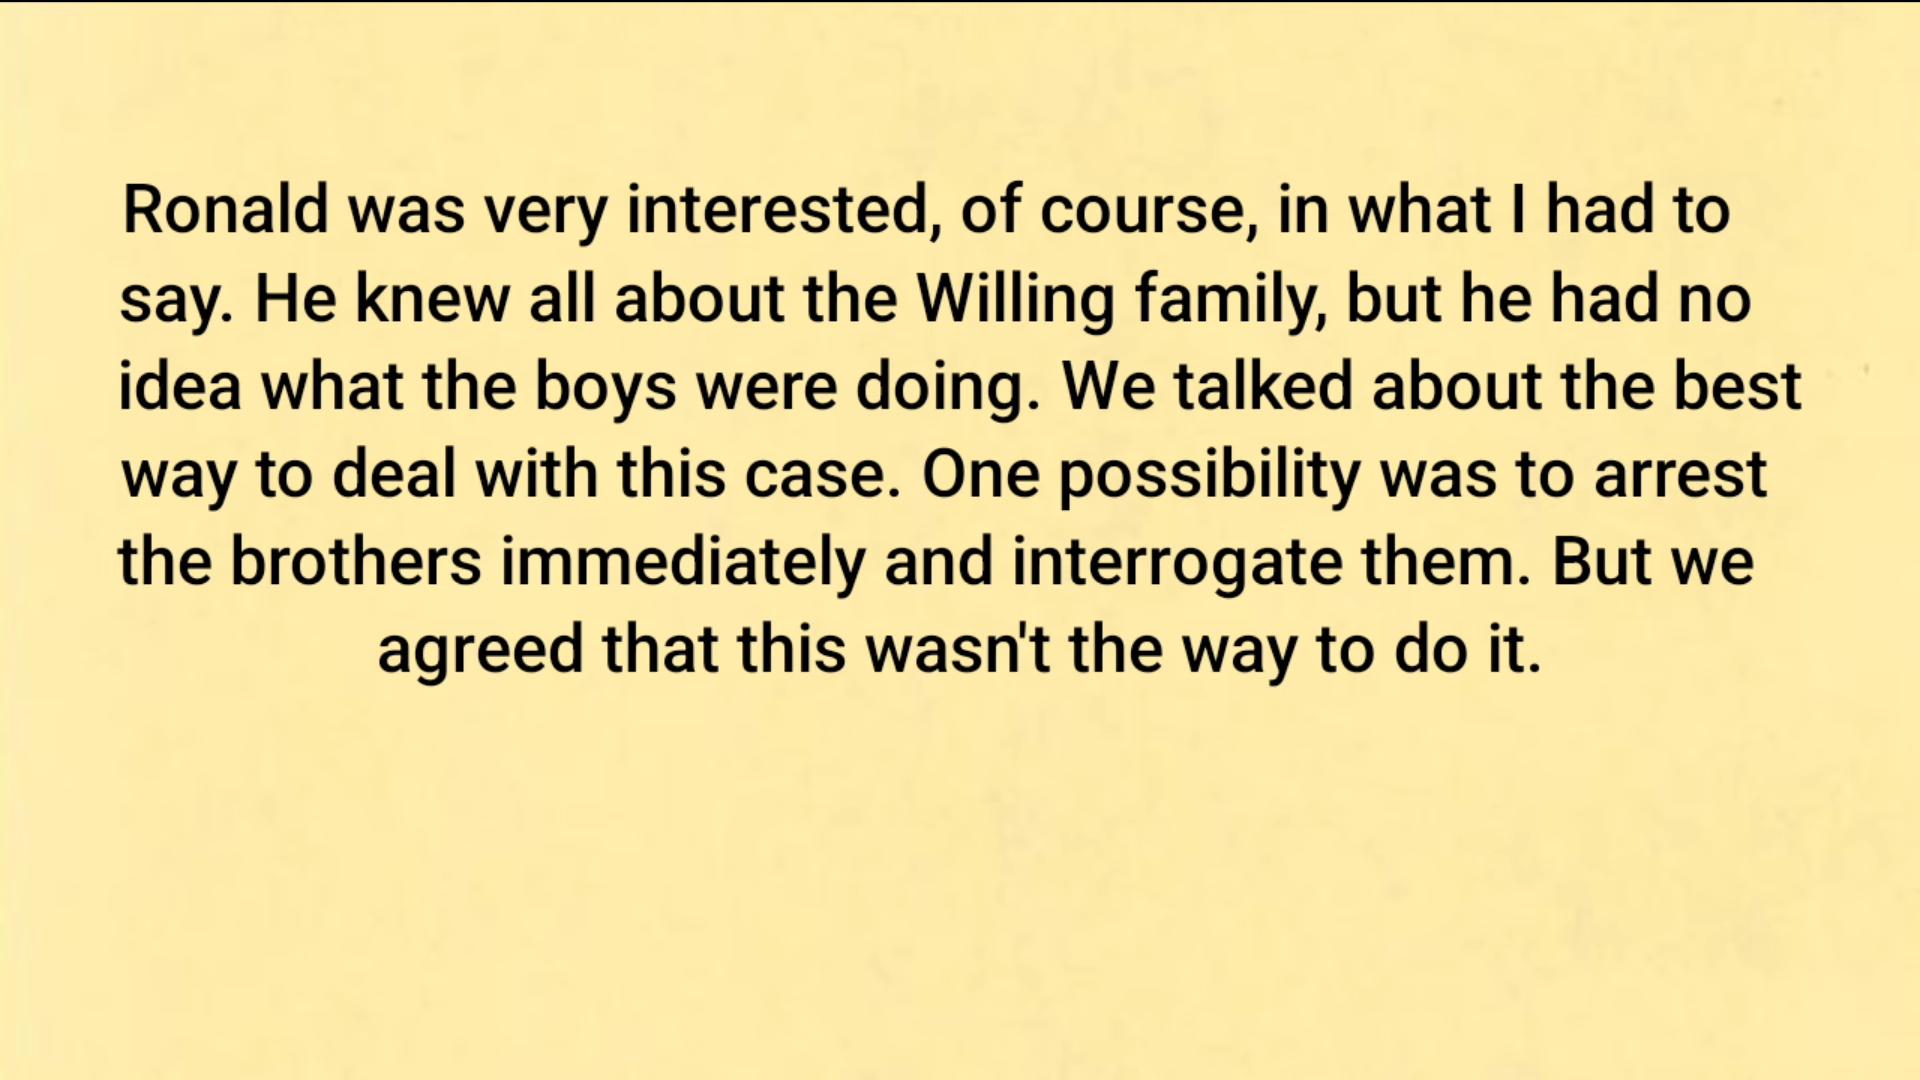 Ronald was very interested, of course, in what I had to
say. He knew all about the Willing family, but he had no
idea what the boys were doing. We talked about the best
way to deal with this case. One possibility was to arrest
the brothers immediately and interrogate them. But we
agreed that this wasn't the way to do it.